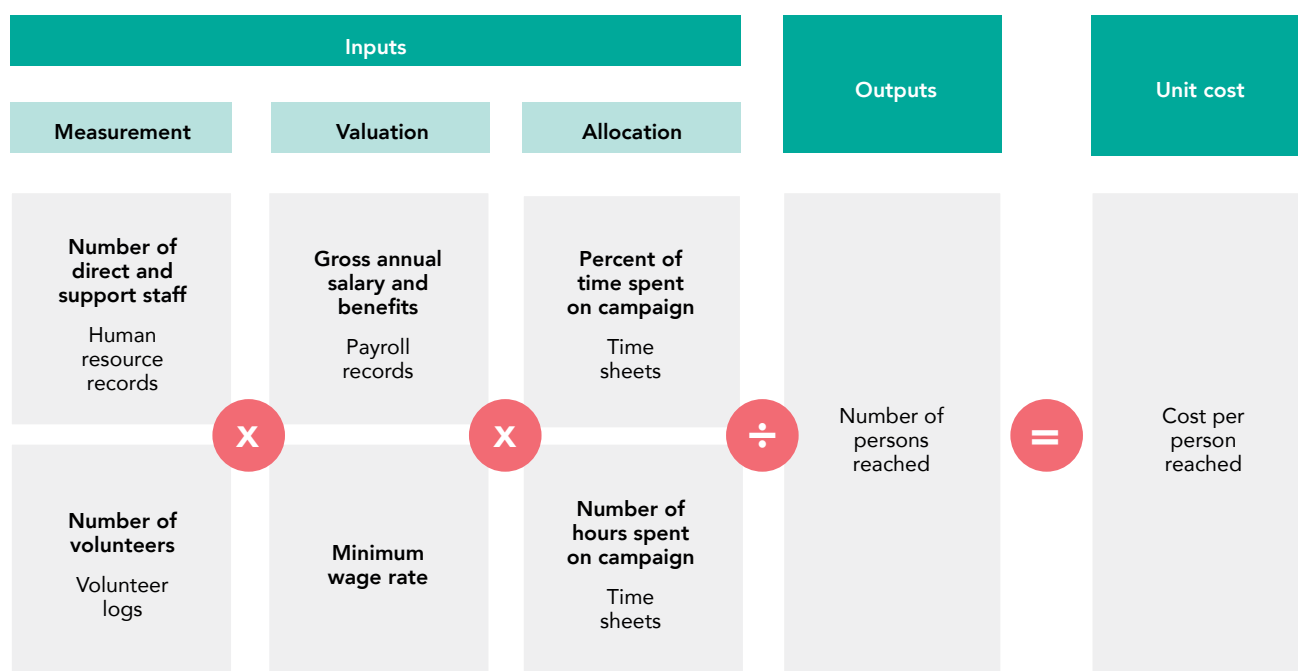 Inputs
Outputs
Unit cost
Measurement
Valuation
Allocation
Number of
direct and
support staff
Human
resource
records
Gross annual
salary and
benefits
Payroll
records
Percent of
time spent
on campaign
Time
sheets
x
x
÷
Number of
persons
reached
=
Cost per
person
reached
Number of
volunteers
Volunteer
logs
Minimum
wage rate
Number of
hours spent
on campaign
Time
sheets